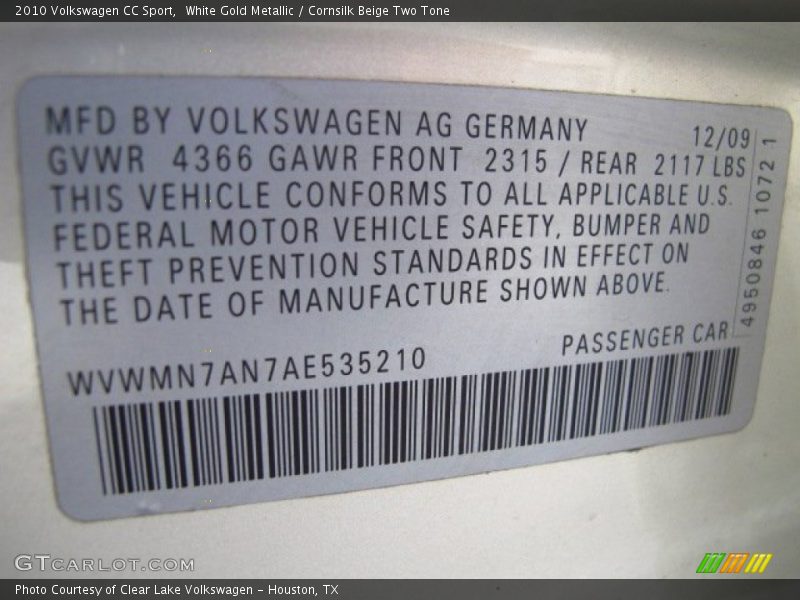 2010 Volkswagen CC Sport,  White Gold Metallic / Cornsilk Beige Two Tone
MFD BY VOLKSWAGEN AG GERMANY 12/09
GVWR 4366 GAWR FRONT 2315 / REAR 2117 LBS
THIS VEHICLE CONFORMS TO ALL APPLICABLE U.S.
FEDERAL MOTOR VEHICLE SAFETY, BUMPER AND
THEFT PREVENTION STANDARDS IN EFFECT ON
THE DATE OF MANUFACTURE SHOWN ABOVE.
4950846 1072 1
WVWMN7AN7AE535210 PASSENGER CAR
GTCARLOT.COM
Photo Courtesy of Clear Lake Volkswagen - Houston, TX